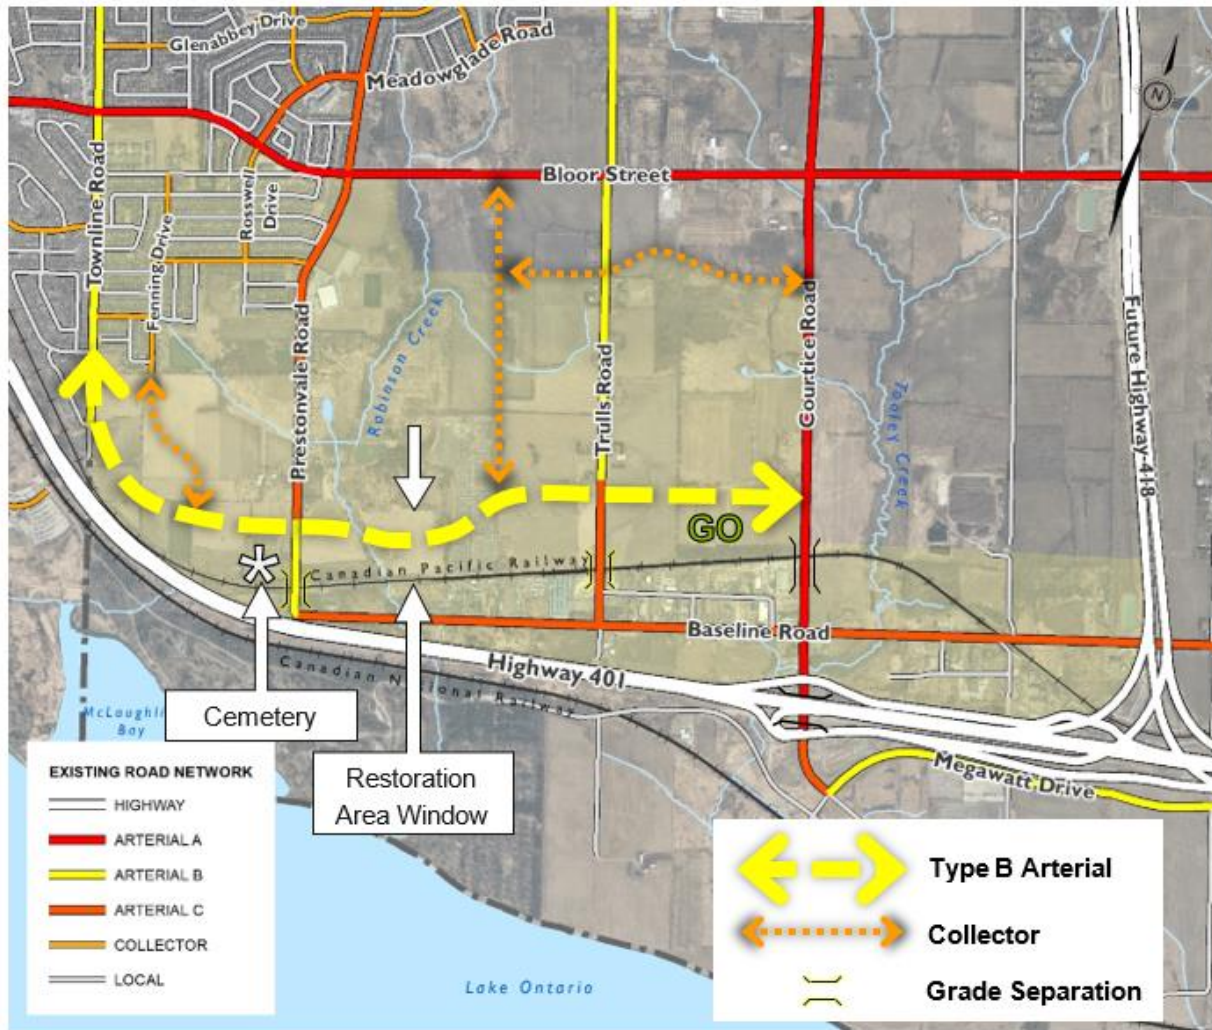 Glenabbey Drive
Meadowglade Road
N
Bloor Street
Townline Road
Rosswell
Drive
Fenning Drive
Robinson Creek
Prestonvale Road
Trulls Road
Courtice Road
Tooley Creek
Future Highway 418
GO
*
Canadian Pacific Railway
Baseline Road
Highway 401
Canadian National Railway
Cemetery
McLaughli
Bay
Restoration
Area Window
Megawatt Drive
EXISTING ROAD NETWORK
HIGHWAY
ARTERIAL A
ARTERIAL B
ARTERIAL C
COLLECTOR
LOCAL
Type B Arterial
Collector
Grade Separation
Lake Ontario